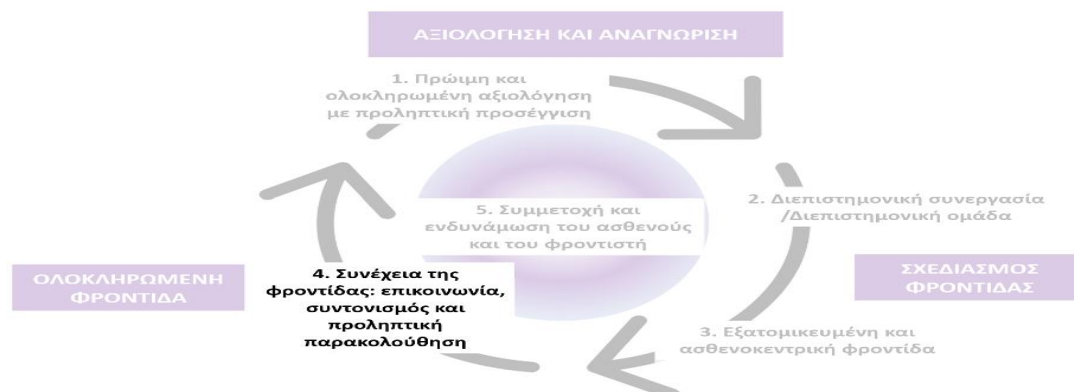 ΑΞΙΟΛΟΓΗΣΗ ΚΑΙ ΑΝΑΓΝΩΡΙΣΗ
1. Πρώιμη και
ολοκληρωμένη αξιολόγηση
με προληπτική προσέγγιση
2. Διεπιστημονική συνεργασία
/Διεπιστημονική ομάδα
5. Συμμετοχή και
ενδυνάμωση του ασθενούς
και του φροντιστή
ΟΛΟΚΛΗΡΩΜΕΝΗ
ΦΡΟΝΤΙΔΑ
4. Συνέχεια της
φροντίδας: επικοινωνία,
συντονισμός και
προληπτική
παρακολούθηση
ΣΧΕΔΙΑΣΜΟΣ
ΦΡΟΝΤΙΔΑΣ
3. Εξατομικευμένη και
ασθενοκεντρική φροντίδα